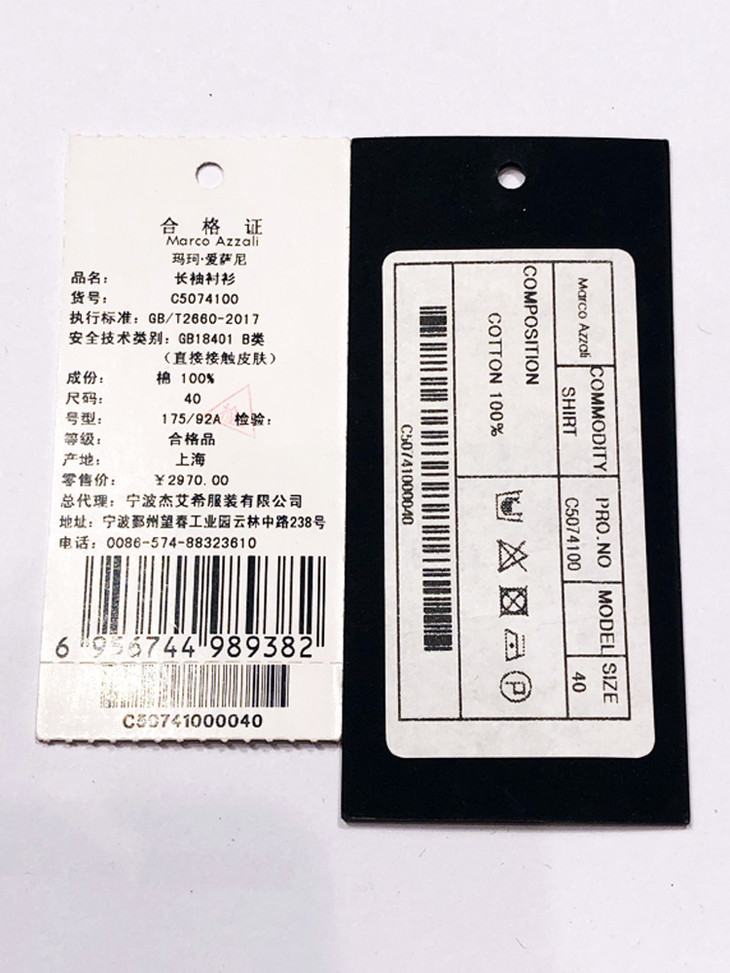 合格证
Marco Azzali
玛珂·爱萨尼
品名： 长袖衬衫
货号： C5074100
执行标准：GB/T2660-2017
安全技术类别：GB18401 B类
（直接接触皮肤）
成份： 棉 100%
尺码： 40
号型： 175/92A 检验：
等级： 合格品
产地： 上海
零售价： ￥2970.00
总代理：宁波杰艾希服装有限公司
地址：宁波鄞州望春工业园云林中路238号
电话：0086-574-88323610
6 956744 989382
C50741000040
Marco Azzali
COMMODITY
SHIRT
PRO.NO
C5074100
MODEL
SIZE
40
COMPOSITION
COTTON 100%
P
C50741000040